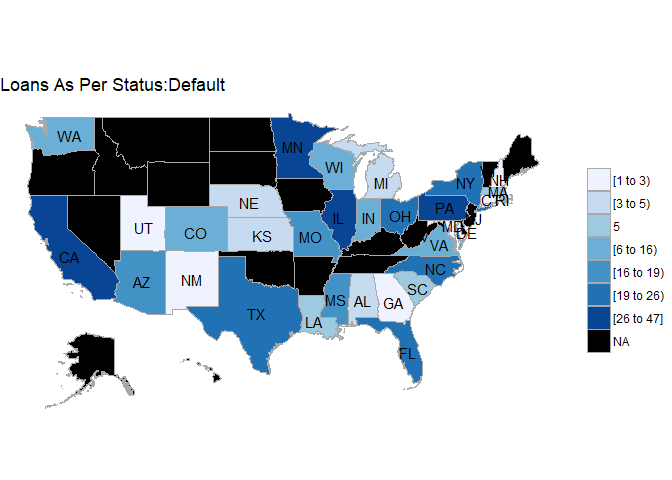 Loans As Per Status:Default
WA
MN
WI
MI
NY
NH
MA
CT
RI
NE
IL
IN
OH
PA
NJ
MD
DE
UT
CO
KS
MO
VA
CA
AZ
NM
NC
TX
MS
AL
GA
SC
LA
FL
[1 to 3)
[3 to 5)
5
[6 to 16)
[16 to 19)
[19 to 26)
[26 to 47]
NA